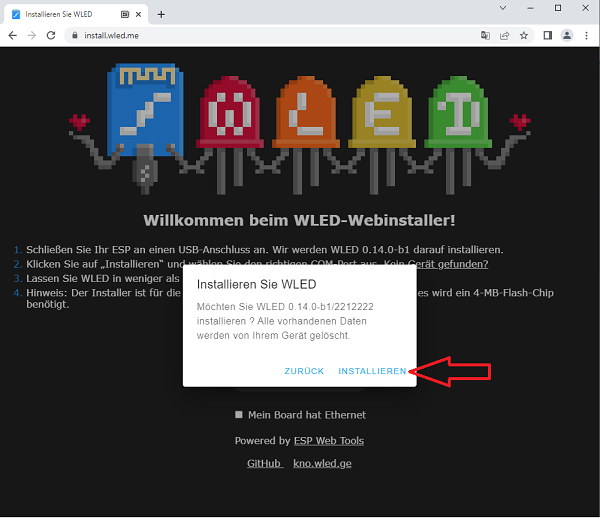 Installieren Sie WLED
install.wled.me
W L E D
Willkommen beim WLED-Webinstaller!
1. Schließen Sie Ihr ESP an einen USB-Anschluss an. Wir werden WLED 0.14.0-b1 darauf installieren.
2. Klicken Sie auf „Installieren“ und wählen Sie den richtigen COM-Port aus. Kein Gerät gefunden?
3. Lassen Sie WLED in weniger als
4. Hinweis: Der Installer ist für die es wird ein 4-MB-Flash-Chip
benötigt.
Installieren Sie WLED
Möchten Sie WLED 0.14.0-b1/2212222
installieren ? Alle vorhandenen Daten
werden von Ihrem Gerät gelöscht.
ZURÜCK INSTALLIEREN
Mein Board hat Ethernet
Powered by ESP Web Tools
GitHub kno.wled.ge